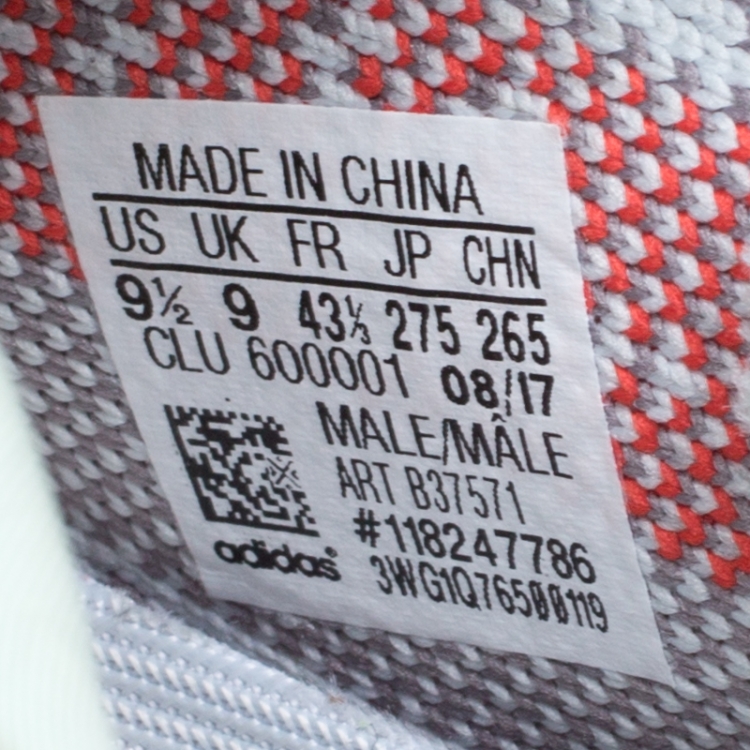 MADE IN CHINA
US UK FR JP CHN
9½ 9 43⅓ 275 265
CLU 600001 08/17
MALE/MÂLE
ART B37571
#118247786
adidas®
3WG1Q76500119